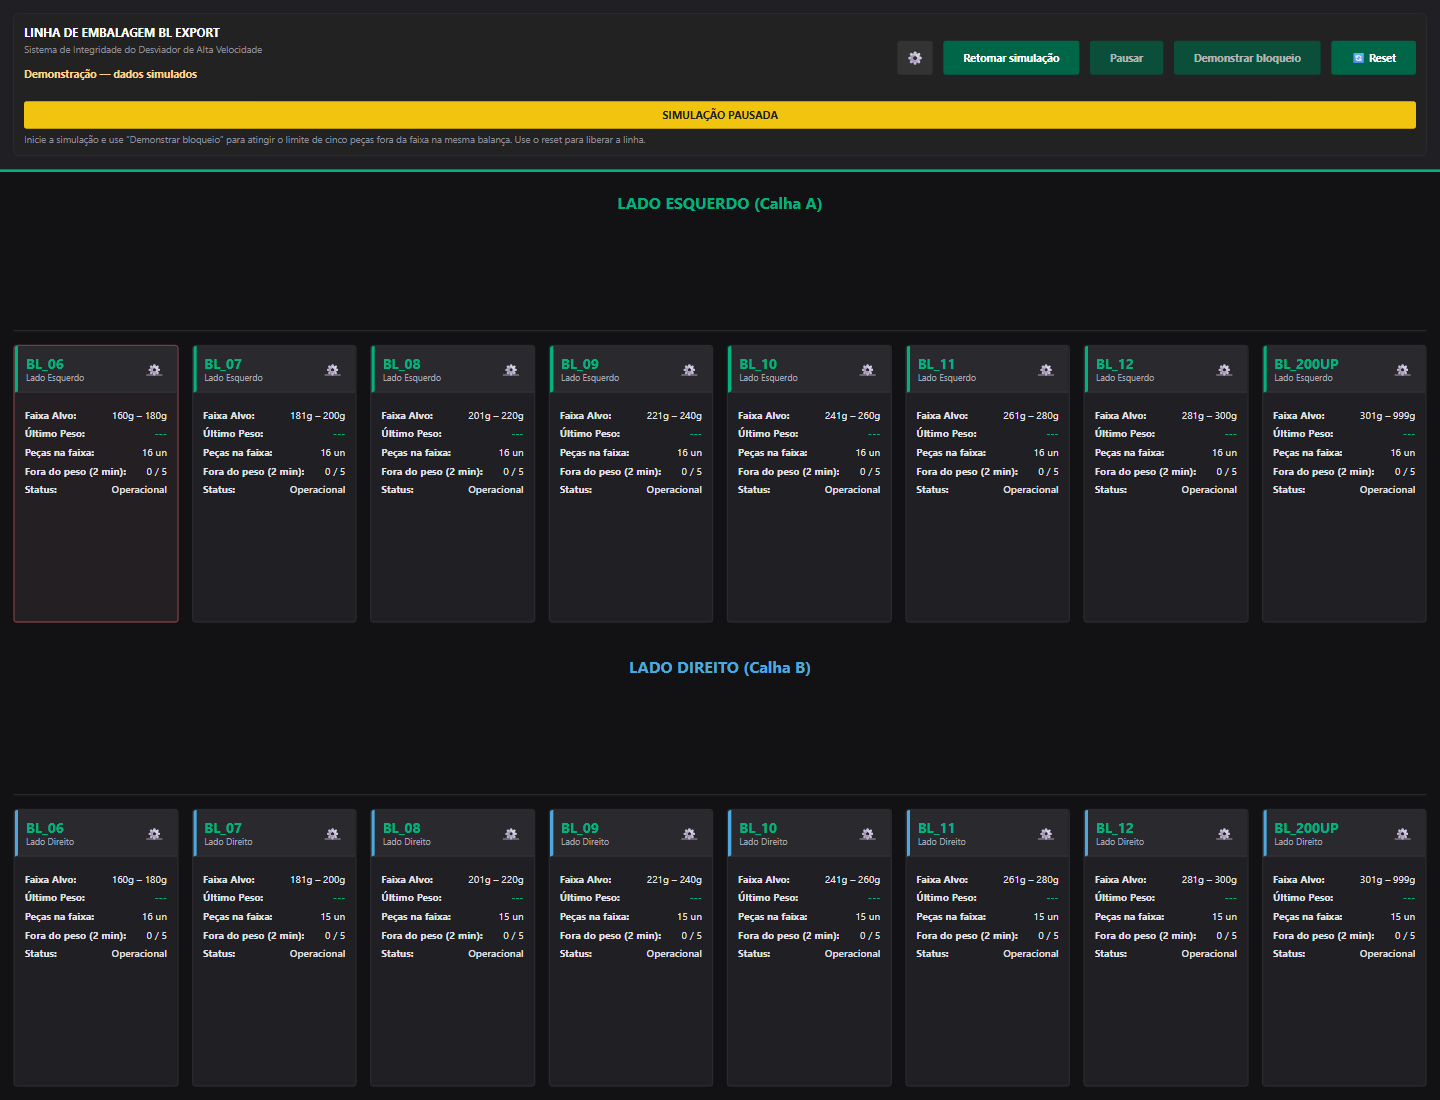 LINHA DE EMBALAGEM BL EXPORT
Sistema de Integridade do Desviador de Alta Velocidade
Demonstração — dados simulados
Retomar simulação
Pausar
Demonstrar bloqueio
Reset
SIMULAÇÃO PAUSADA
Inicie a simulação e use "Demonstrar bloqueio" para atingir o limite de cinco peças fora da faixa na mesma balança. Use o reset para liberar a linha.
LADO ESQUERDO (Calha A)
BL_06
Lado Esquerdo
Faixa Alvo: 160g – 180g
Último Peso: ---
Peças na faixa: 16 un
Fora do peso (2 min): 0 / 5
Status: Operacional
BL_07
Lado Esquerdo
Faixa Alvo: 181g – 200g
Último Peso: ---
Peças na faixa: 16 un
Fora do peso (2 min): 0 / 5
Status: Operacional
BL_08
Lado Esquerdo
Faixa Alvo: 201g – 220g
Último Peso: ---
Peças na faixa: 16 un
Fora do peso (2 min): 0 / 5
Status: Operacional
BL_09
Lado Esquerdo
Faixa Alvo: 221g – 240g
Último Peso: ---
Peças na faixa: 16 un
Fora do peso (2 min): 0 / 5
Status: Operacional
BL_10
Lado Esquerdo
Faixa Alvo: 241g – 260g
Último Peso: ---
Peças na faixa: 16 un
Fora do peso (2 min): 0 / 5
Status: Operacional
BL_11
Lado Esquerdo
Faixa Alvo: 261g – 280g
Último Peso: ---
Peças na faixa: 16 un
Fora do peso (2 min): 0 / 5
Status: Operacional
BL_12
Lado Esquerdo
Faixa Alvo: 281g – 300g
Último Peso: ---
Peças na faixa: 16 un
Fora do peso (2 min): 0 / 5
Status: Operacional
BL_200UP
Lado Esquerdo
Faixa Alvo: 301g – 999g
Último Peso: ---
Peças na faixa: 16 un
Fora do peso (2 min): 0 / 5
Status: Operacional
LADO DIREITO (Calha B)
BL_06
Lado Direito
Faixa Alvo: 160g – 180g
Último Peso: ---
Peças na faixa: 16 un
Fora do peso (2 min): 0 / 5
Status: Operacional
BL_07
Lado Direito
Faixa Alvo: 181g – 200g
Último Peso: ---
Peças na faixa: 15 un
Fora do peso (2 min): 0 / 5
Status: Operacional
BL_08
Lado Direito
Faixa Alvo: 201g – 220g
Último Peso: ---
Peças na faixa: 15 un
Fora do peso (2 min): 0 / 5
Status: Operacional
BL_09
Lado Direito
Faixa Alvo: 221g – 240g
Último Peso: ---
Peças na faixa: 15 un
Fora do peso (2 min): 0 / 5
Status: Operacional
BL_10
Lado Direito
Faixa Alvo: 241g – 260g
Último Peso: ---
Peças na faixa: 15 un
Fora do peso (2 min): 0 / 5
Status: Operacional
BL_11
Lado Direito
Faixa Alvo: 261g – 280g
Último Peso: ---
Peças na faixa: 15 un
Fora do peso (2 min): 0 / 5
Status: Operacional
BL_12
Lado Direito
Faixa Alvo: 281g – 300g
Último Peso: ---
Peças na faixa: 15 un
Fora do peso (2 min): 0 / 5
Status: Operacional
BL_200UP
Lado Direito
Faixa Alvo: 301g – 999g
Último Peso: ---
Peças na faixa: 15 un
Fora do peso (2 min): 0 / 5
Status: Operacional